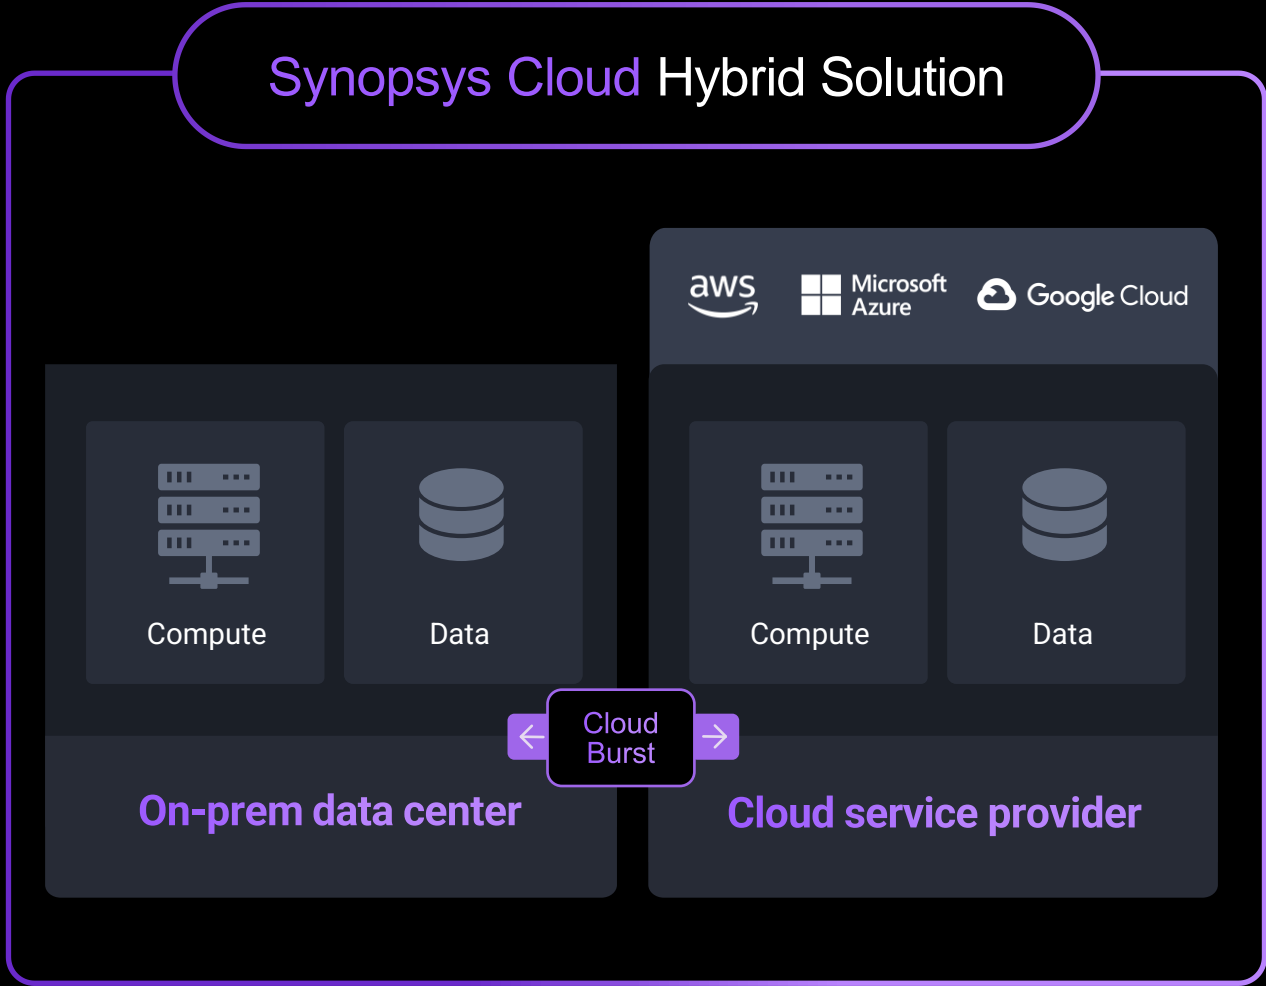 Synopsys Cloud Hybrid Solution
aws
Microsoft
Azure
Google Cloud
Compute
Data
Compute
Data
Cloud
Burst
On-prem data center
Cloud service provider